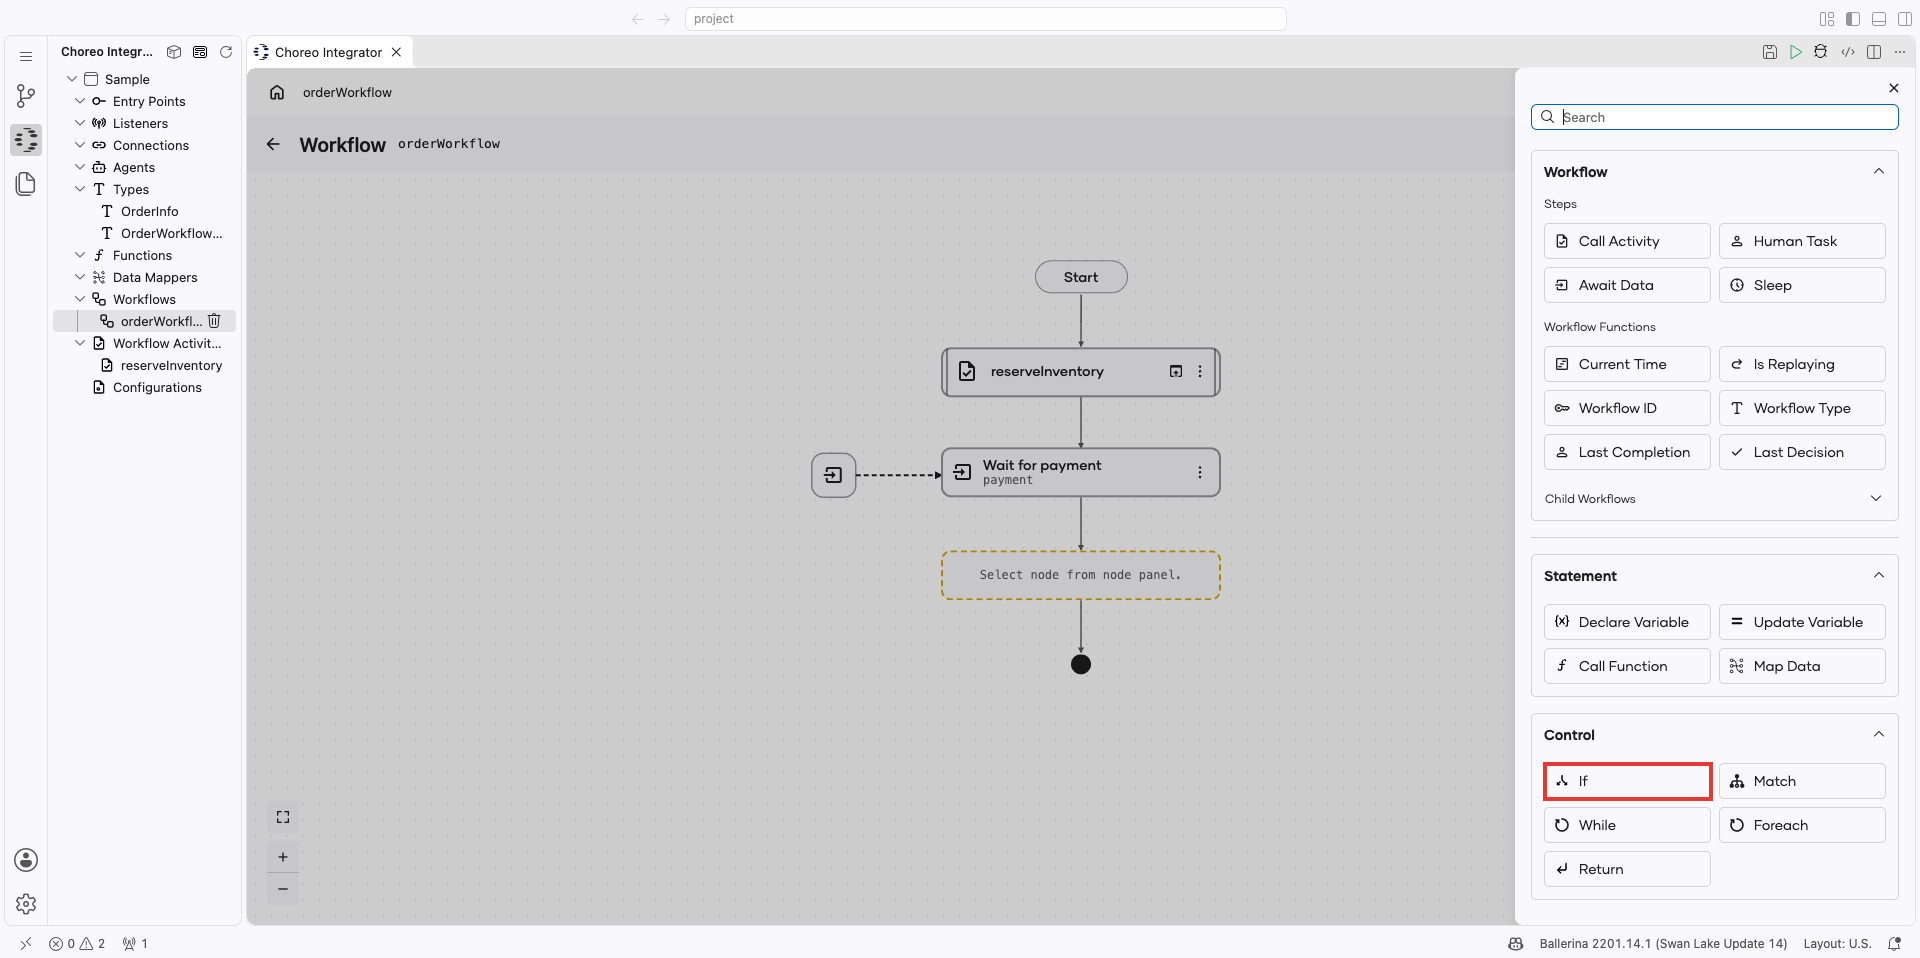 project
Choreo Integr...
Choreo Integrator
Sample
Entry Points
Listeners
Connections
Agents
Types
OrderInfo
OrderWorkflow...
Functions
Data Mappers
Workflows
orderWorkfl...
Workflow Activit...
reserveInventory
Configurations
orderWorkflow
Workflow orderWorkflow
Start
reserveInventory
Wait for payment
payment
Select node from node panel.
Search
Workflow
Steps
Call Activity
Human Task
Await Data
Sleep
Workflow Functions
Current Time
Is Replaying
Workflow ID
Workflow Type
Last Completion
Last Decision
Child Workflows
Statement
Declare Variable
Update Variable
Call Function
Map Data
Control
If
Match
While
Foreach
Return
0 2 1
Ballerina 2201.14.1 (Swan Lake Update 14) Layout: U.S.